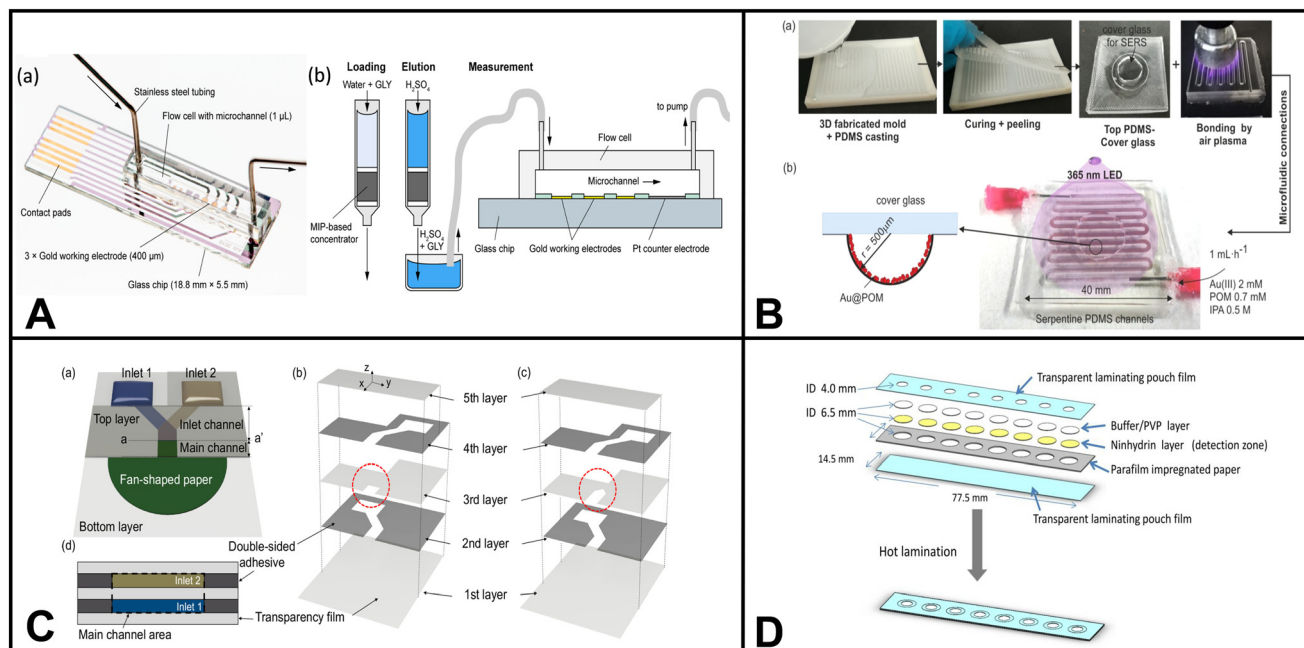 (a)
Stainless steel tubing
Flow cell with microchannel (1 µL)
Contact pads
3 × Gold working electrode (400 µm)
Glass chip (18.8 mm × 5.5 mm)
(b)
Loading
Water + GLY
Elution
H₂SO₄
Measurement
to pump
Flow cell
Microchannel
MIP-based
concentrator
H₂SO₄
+ GLY
Glass chip
Gold working electrodes
Pt counter electrode
A
(a)
cover glass
for SERS
+
3D fabricated mold
+ PDMS casting
Curing + peeling
Top PDMS-
Cover glass
Bonding by
air plasma
Microfluidic connections
(b)
365 nm LED
cover glass
r = 500µm
Au@POM
40 mm
Serpentine PDMS channels
1 mL·h⁻¹
Au(III) 2 mM
POM 0.7 mM
IPA 0.5 M
B
(a)
Inlet 1
Inlet 2
Top layer
Inlet channel
a
a'
Main channel
Fan-shaped paper
Bottom layer
(b)
z
x
y
(c)
5th layer
4th layer
3rd layer
2nd layer
1st layer
(d)
Double-sided
adhesive
Inlet 2
Inlet 1
Transparency film
Main channel area
C
ID 4.0 mm
Transparent laminating pouch film
ID 6.5 mm
Buffer/PVP layer
Ninhydrin layer (detection zone)
14.5 mm
Parafilm impregnated paper
77.5 mm
Transparent laminating pouch film
Hot lamination
D